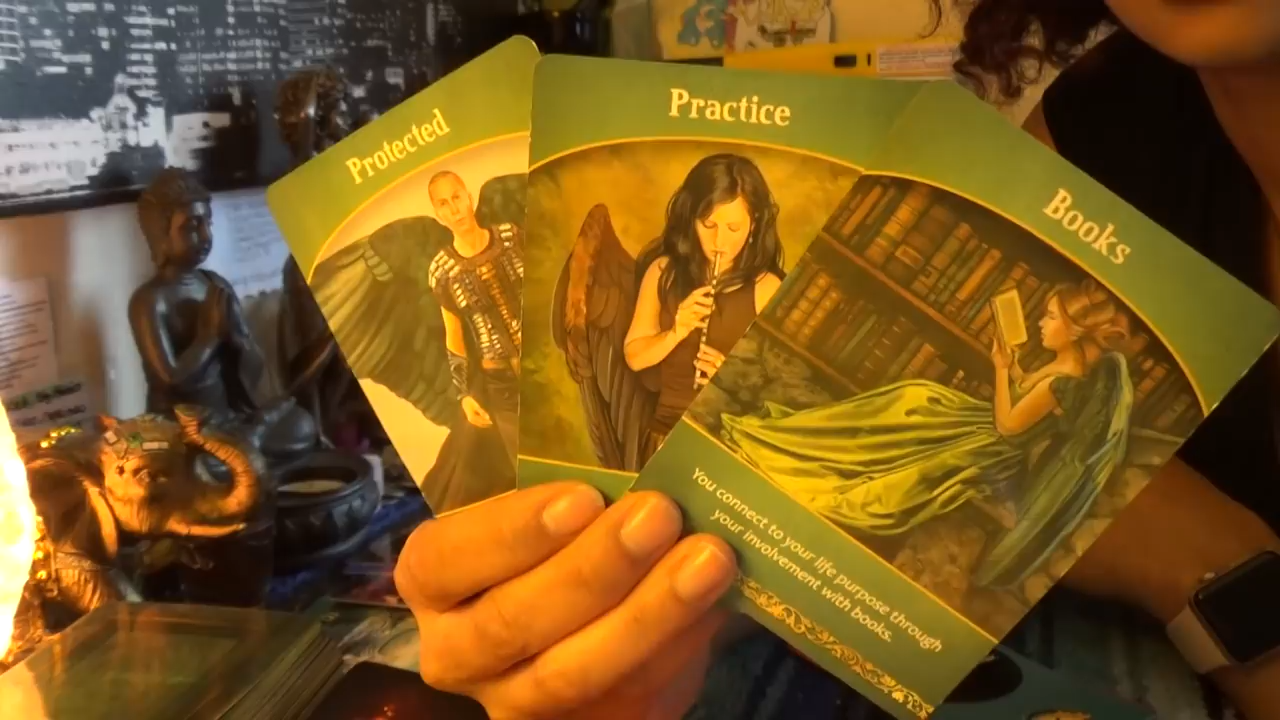 Protected
Practice
Books
You connect to your life purpose through
your involvement with books.